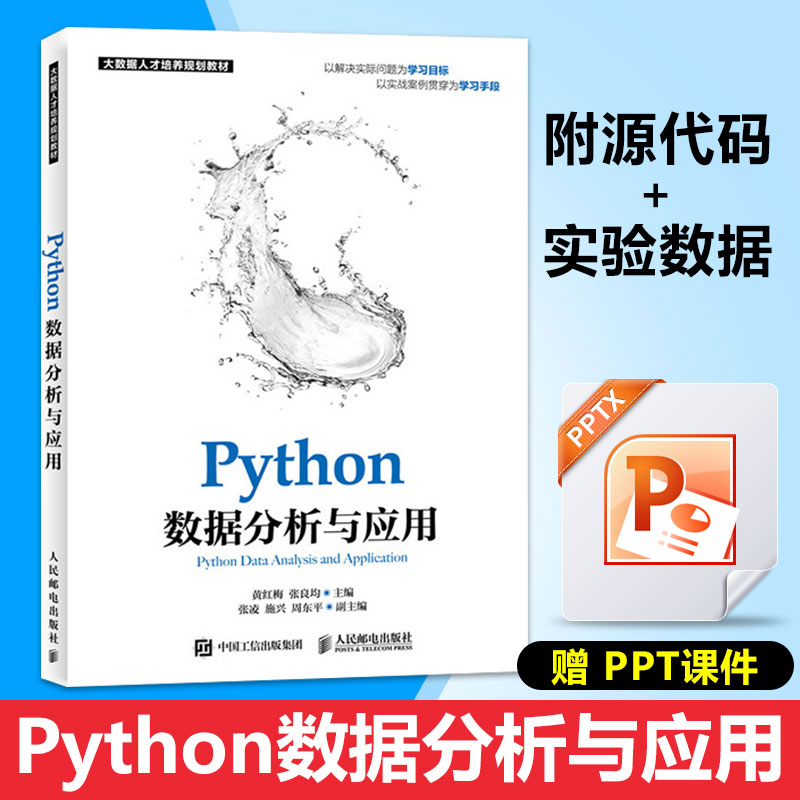 大数据人才培养规划教材
以解决实际问题为学习目标
以实战案例贯穿为学习手段
大数据人才培养规划教材
Python 数据分析与应用
人民邮电出版社
Python
数据分析与应用
Python Data Analysis and Application
黄红梅 张良均 主编
张凌 施兴 周东平 副主编
中国工信出版集团
人民邮电出版社
POSTS & TELECOM PRESS
附源代码
+
实验数据
PPTX
P
赠 PPT课件
Python数据分析与应用